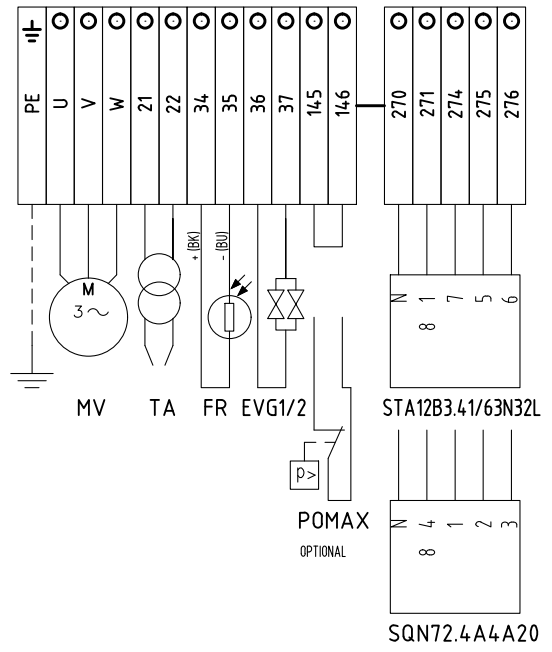 PE U V W 21 22 34 35 36 37 145 146 270 271 274 275 276
+ (BK) - (BU)
M
3~
N 1 7 5 6
8
MV TA FR EVG1/2 STA12B3.41/63N32L
p>
POMAX
OPTIONAL
N 4 1 2 3
8
SQN72.4A4A20